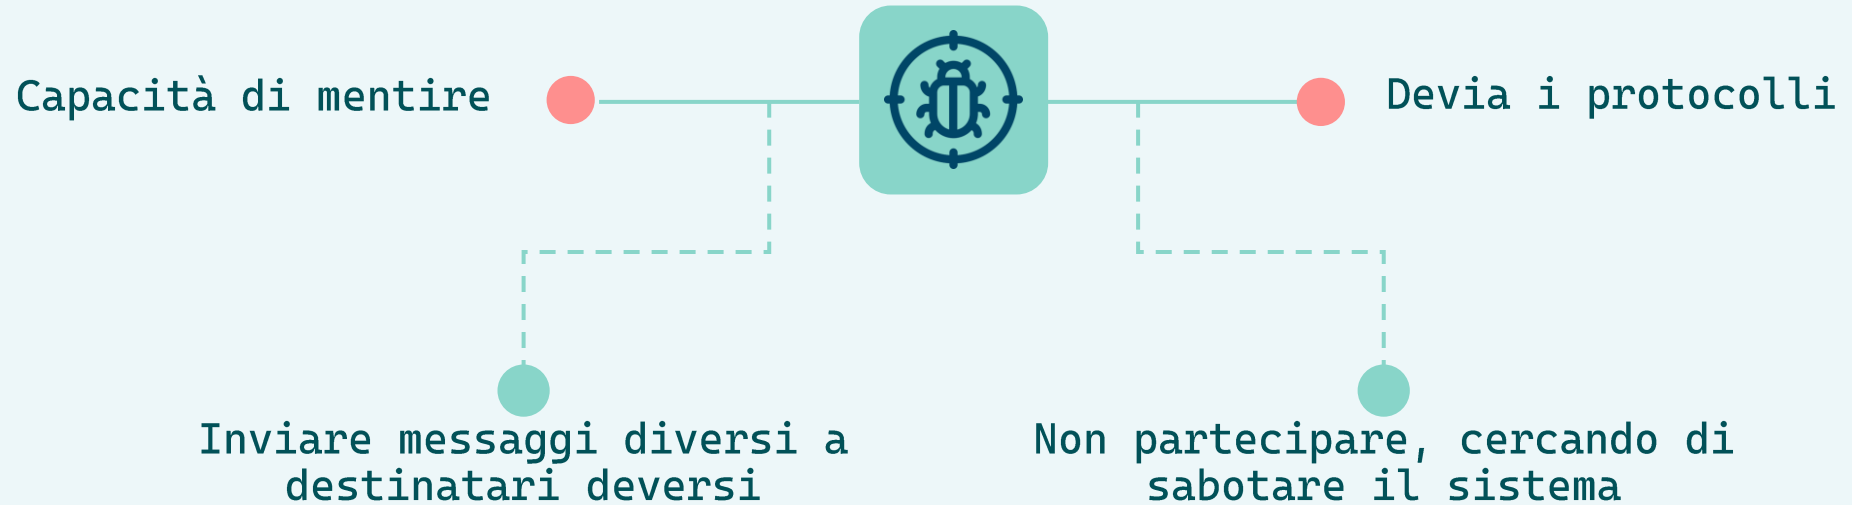 Capacità di mentire
Devia i protocolli
Inviare messaggi diversi a
destinatari deversi
Non partecipare, cercando di
sabotare il sistema